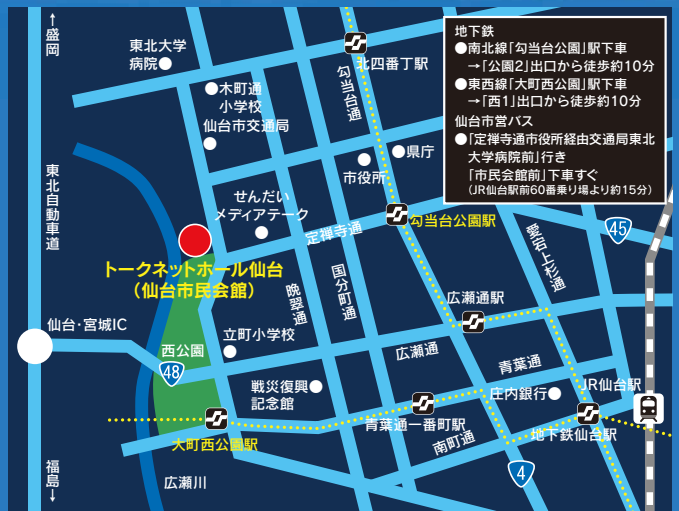 ↑
盛岡
東北大学
病院
北四番丁駅
木町通
小学校
仙台市交通局
勾当台通
市役所
県庁
地下鉄
●南北線「勾当台公園」駅下車
→「公園2」出口から徒歩約10分
●東西線「大町西公園」駅下車
→「西1」出口から徒歩約10分
仙台市営バス
●「定禅寺通市役所経由交通局東北
大学病院前」行き
「市民会館前」下車すぐ
(JR仙台駅前60番乗り場より約15分)
東北自動車道
せんだい
メディアテーク
定禅寺通
勾当台公園駅
愛宕上杉通
45
トークネットホール仙台
(仙台市民会館)
晩翠通
国分町通
広瀬通駅
仙台・宮城IC
西公園
48
立町小学校
広瀬通
青葉通
戦災復興
記念館
庄内銀行
JR仙台駅
大町西公園駅
青葉通一番町駅
地下鉄仙台駅
南町通
4
広瀬川
福島
↓